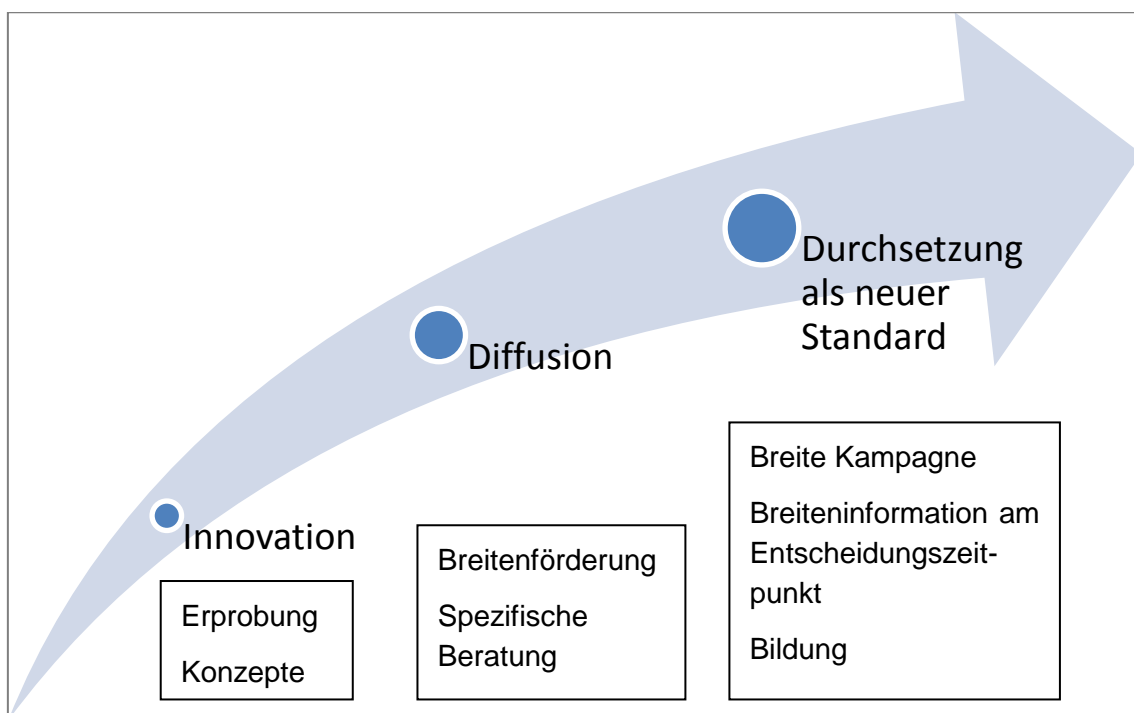 Innovation
Erprobung
Konzepte
Diffusion
Breitenförderung
Spezifische
Beratung
Durchsetzung
als neuer
Standard
Breite Kampagne
Breiteninformation am
Entscheidungszeit-
punkt
Bildung